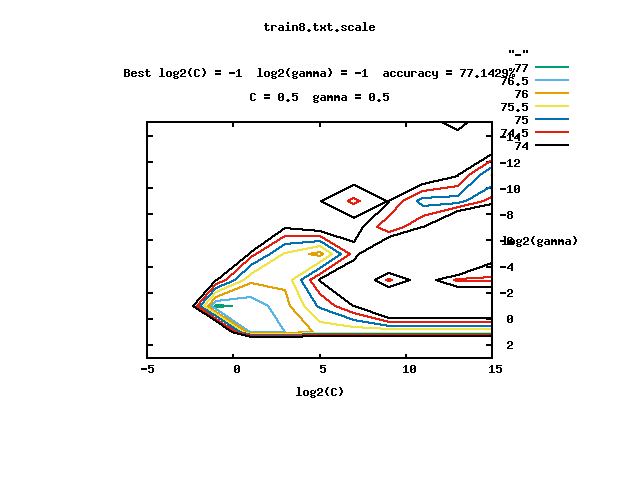 train8.txt.scale
"-"
Best log2(C) = -1 log2(gamma) = -1 accuracy = 77.1429%
77
76.5
C = 0.5 gamma = 0.5
76
75.5
75
74.5
74
-14
-12
-10
-8
-6
log2(gamma)
-4
-2
0
2
-5 0 5 10 15
log2(C)